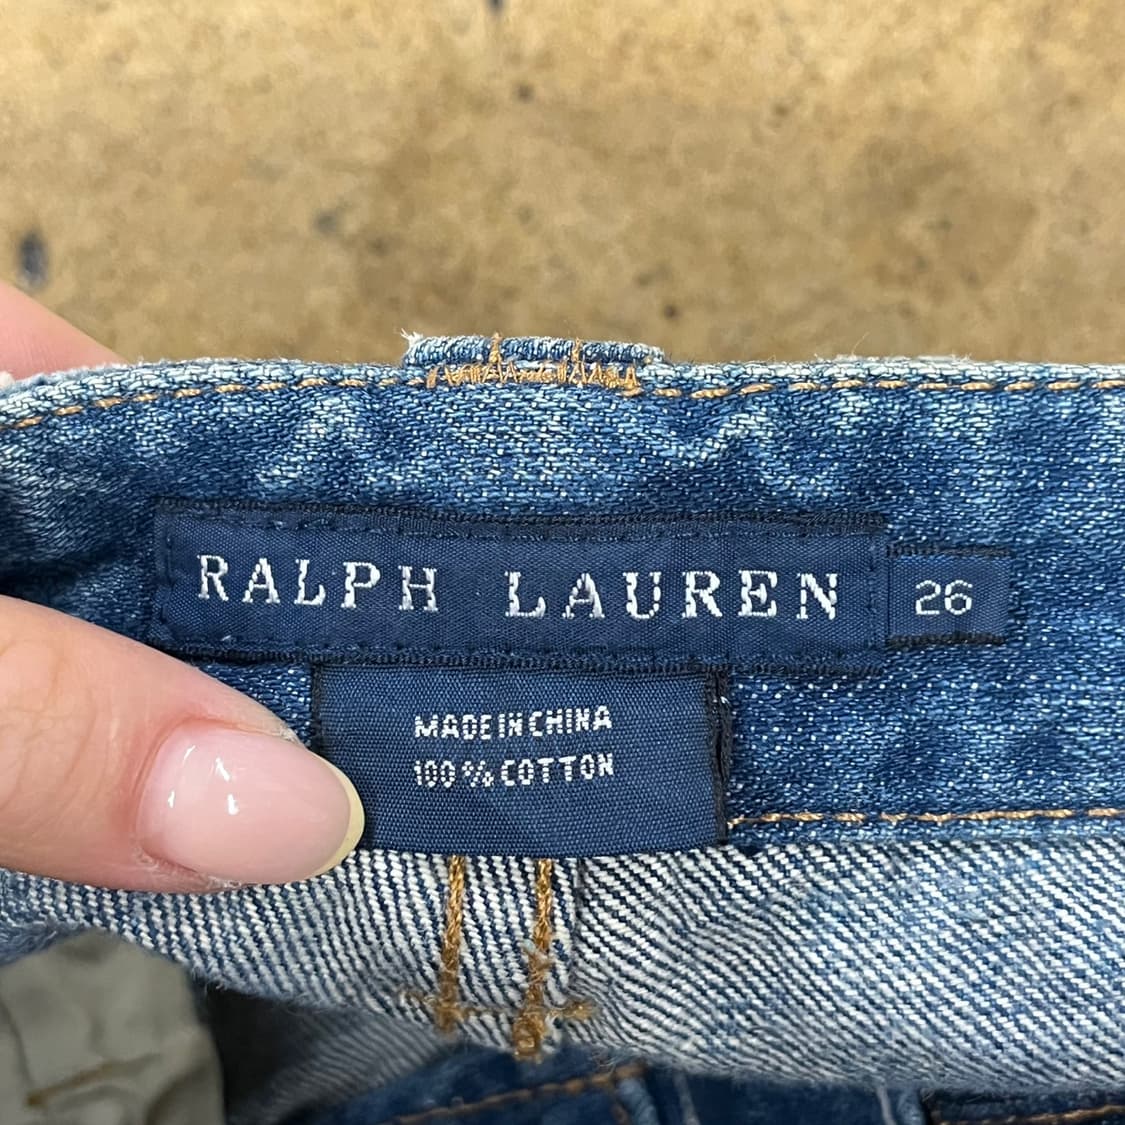 RALPH LAUREN 26
MADE IN CHINA
100% COTTON